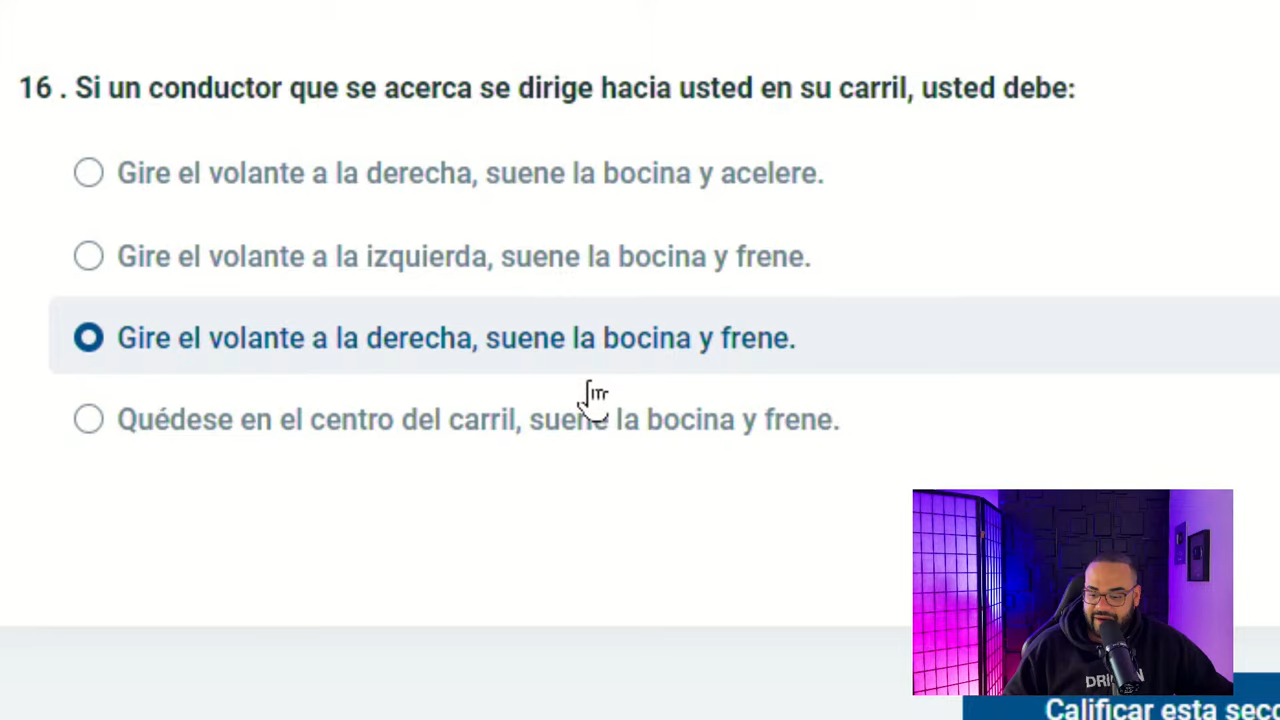 16 . Si un conductor que se acerca se dirige hacia usted en su carril, usted debe:
Gire el volante a la derecha, suene la bocina y acelere.
Gire el volante a la izquierda, suene la bocina y frene.
Gire el volante a la derecha, suene la bocina y frene.
Quédese en el centro del carril, suene la bocina y frene.
Calificar esta